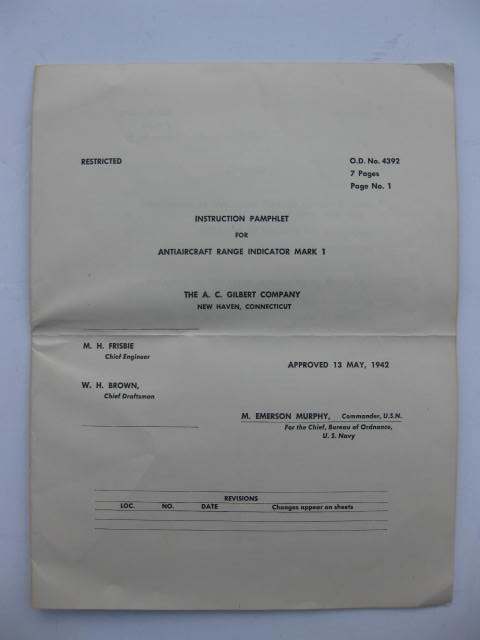 RESTRICTED
O.D. No. 4392
7 Pages
Page No. 1
INSTRUCTION PAMPHLET
FOR
ANTIAIRCRAFT RANGE INDICATOR MARK 1
THE A. C. GILBERT COMPANY
NEW HAVEN, CONNECTICUT
M. H. FRISBIE
Chief Engineer
APPROVED 13 MAY, 1942
W. H. BROWN,
Chief Draftsman
M. EMERSON MURPHY, Commander, U.S.N.
For the Chief, Bureau of Ordnance,
U. S. Navy
REVISIONS
LOC. NO. DATE Changes appear on sheets